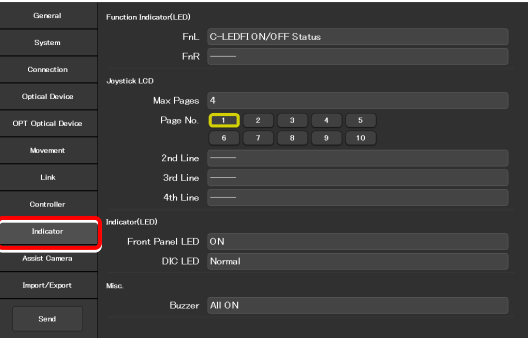 General
System
Connection
Optical Device
OPT Optical Device
Movement
Link
Controller
Indicator
Assist Camera
Import/Export
Send
Function Indicator(LED)
FnL C-LEDFI ON/OFF Status
FnR ----
Joystick LCD
Max Pages 4
Page No. 1 2 3 4 5
6 7 8 9 10
2nd Line ----
3rd Line ----
4th Line ----
Indicator(LED)
Front Panel LED ON
DIC LED Normal
Misc.
Buzzer All ON